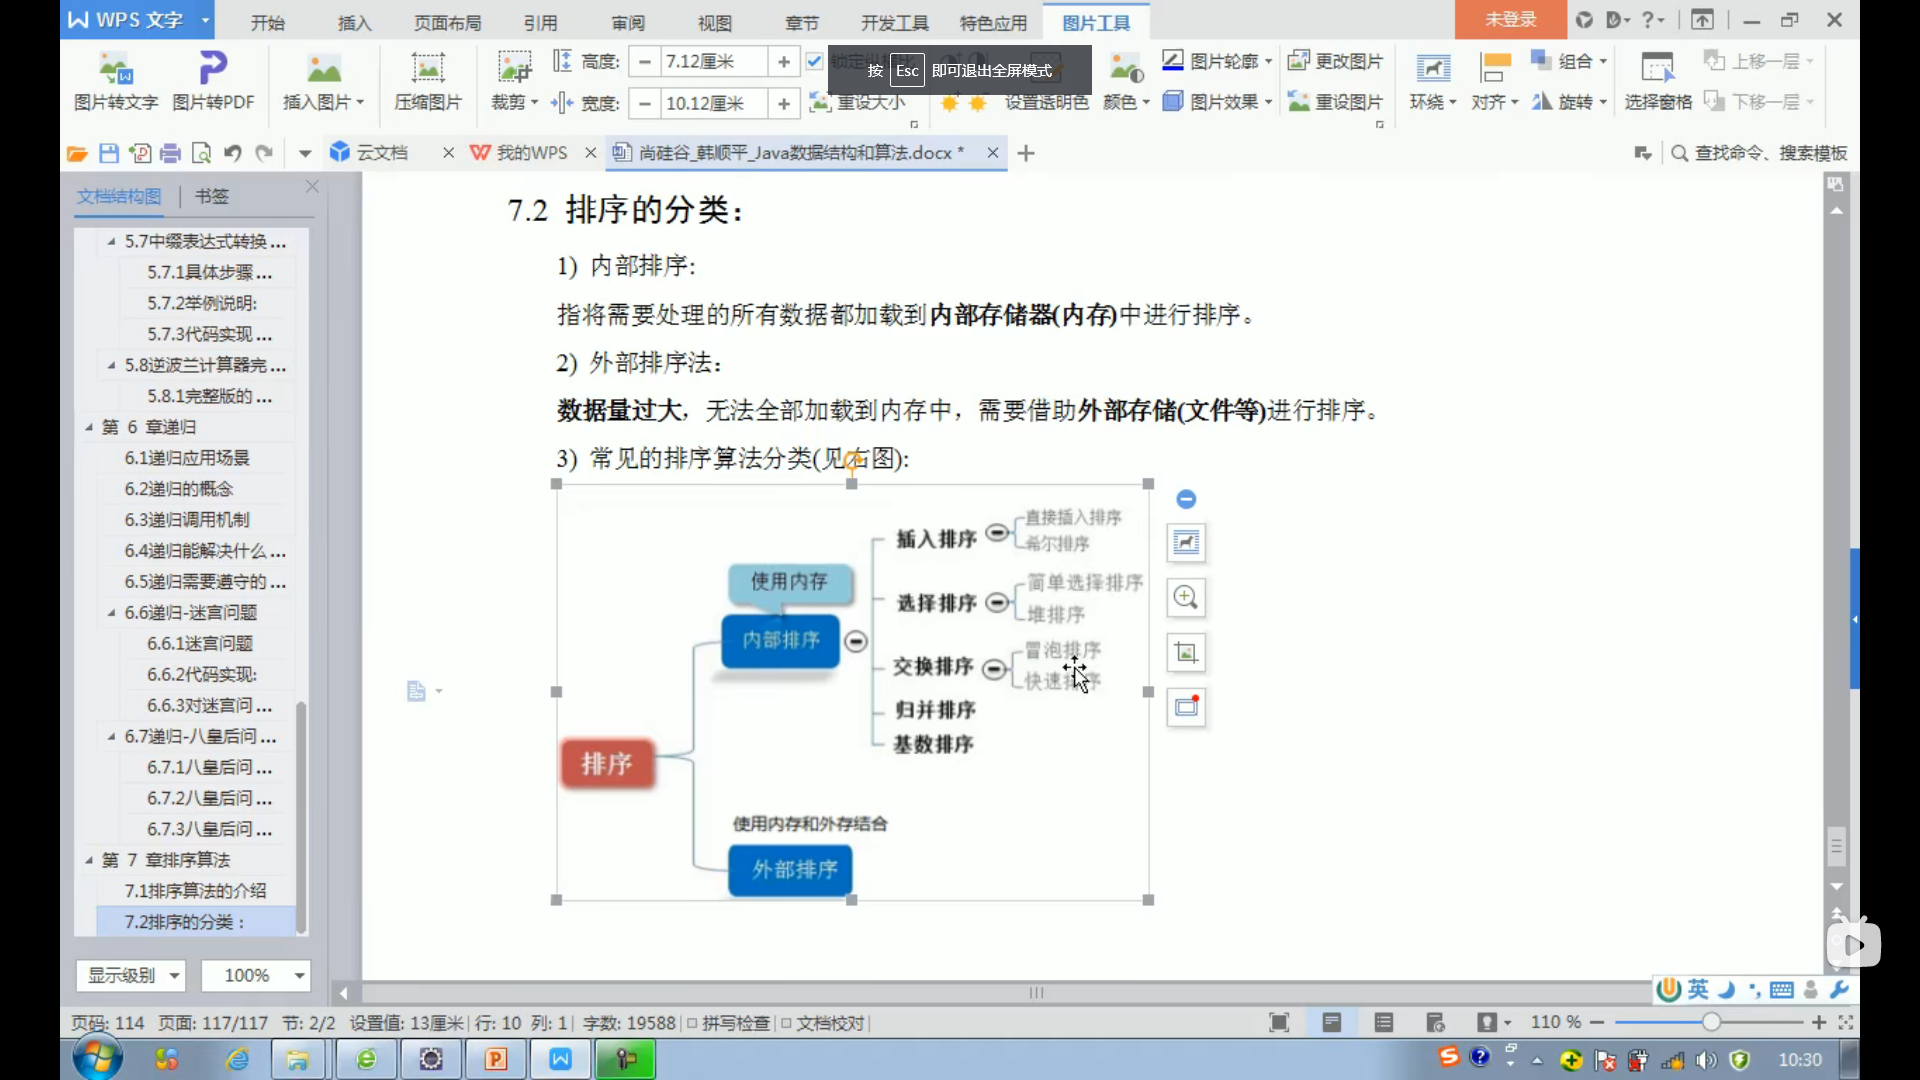 WPS 文字
开始
插入
页面布局
引用
审阅
视图
章节
开发工具
特色应用
图片工具
未登录
图片转文字
图片转PDF
插入图片
压缩图片
裁剪
高度:
7.12厘米
宽度:
10.12厘米
重设大小
按 Esc 即可退出全屏模式
设置透明色
颜色
图片轮廓
图片效果
更改图片
重设图片
环绕
对齐
组合
旋转
选择窗格
上移一层
下移一层
云文档
我的WPS
尚硅谷_韩顺平_Java数据结构和算法.docx *
查找命令、搜索模板
文档结构图
书签
5.7中缀表达式转换...
5.7.1具体步骤...
5.7.2举例说明:
5.7.3代码实现...
5.8逆波兰计算器完...
5.8.1完整版的...
第 6 章递归
6.1递归应用场景
6.2递归的概念
6.3递归调用机制
6.4递归能解决什么...
6.5递归需要遵守的...
6.6递归-迷宫问题
6.6.1迷宫问题
6.6.2代码实现:
6.6.3对迷宫问...
6.7递归-八皇后问...
6.7.1八皇后问...
6.7.2八皇后问...
6.7.3八皇后问...
第 7 章排序算法
7.1排序算法的介绍
7.2排序的分类：
显示级别
100%
7.2 排序的分类：
1) 内部排序:
指将需要处理的所有数据都加载到内部存储器(内存)中进行排序。
2) 外部排序法：
数据量过大，无法全部加载到内存中，需要借助外部存储(文件等)进行排序。
3) 常见的排序算法分类(见右图):
直接插入排序
插入排序
希尔排序
使用内存
简单选择排序
选择排序
堆排序
内部排序
冒泡排序
交换排序
快速排序
归并排序
基数排序
排序
使用内存和外存结合
外部排序
英
页码: 114 页面: 117/117 节: 2/2 设置值: 13厘米 行: 10 列: 1 字数: 19588 拼写检查 文档校对
110 %
10:30